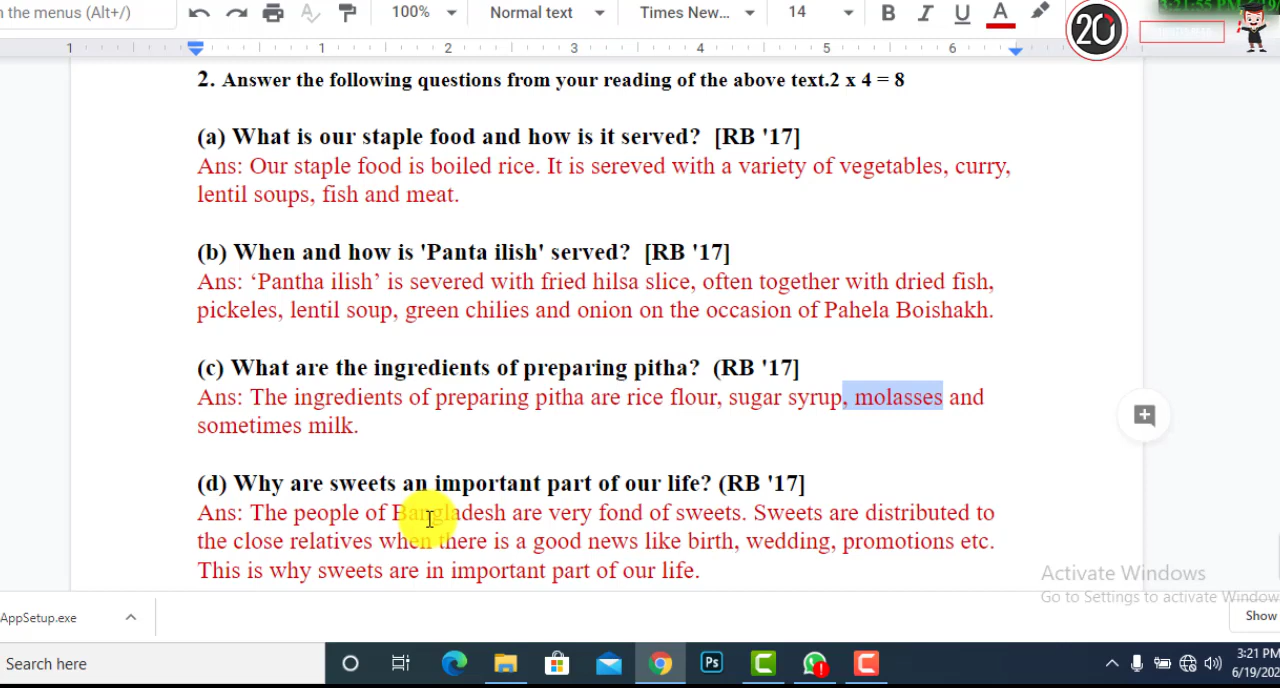 n the menus (Alt+/)
100%
Normal text
Times New...
14
B I U A
20
1 1 2 3 4 5 6
2. Answer the following questions from your reading of the above text.2 x 4 = 8
(a) What is our staple food and how is it served? [RB '17]
Ans: Our staple food is boiled rice. It is sereved with a variety of vegetables, curry,
lentil soups, fish and meat.
(b) When and how is 'Panta ilish' served? [RB '17]
Ans: ‘Pantha ilish’ is severed with fried hilsa slice, often together with dried fish,
pickeles, lentil soup, green chilies and onion on the occasion of Pahela Boishakh.
(c) What are the ingredients of preparing pitha? (RB '17]
Ans: The ingredients of preparing pitha are rice flour, sugar syrup, molasses and
sometimes milk.
(d) Why are sweets an important part of our life? (RB '17]
Ans: The people of Bangladesh are very fond of sweets. Sweets are distributed to
the close relatives when there is a good news like birth, wedding, promotions etc.
This is why sweets are in important part of our life.
Activate Windows
Go to Settings to activate Windows
AppSetup.exe
Show
Search here
Ps
3:21 PM
6/19/202